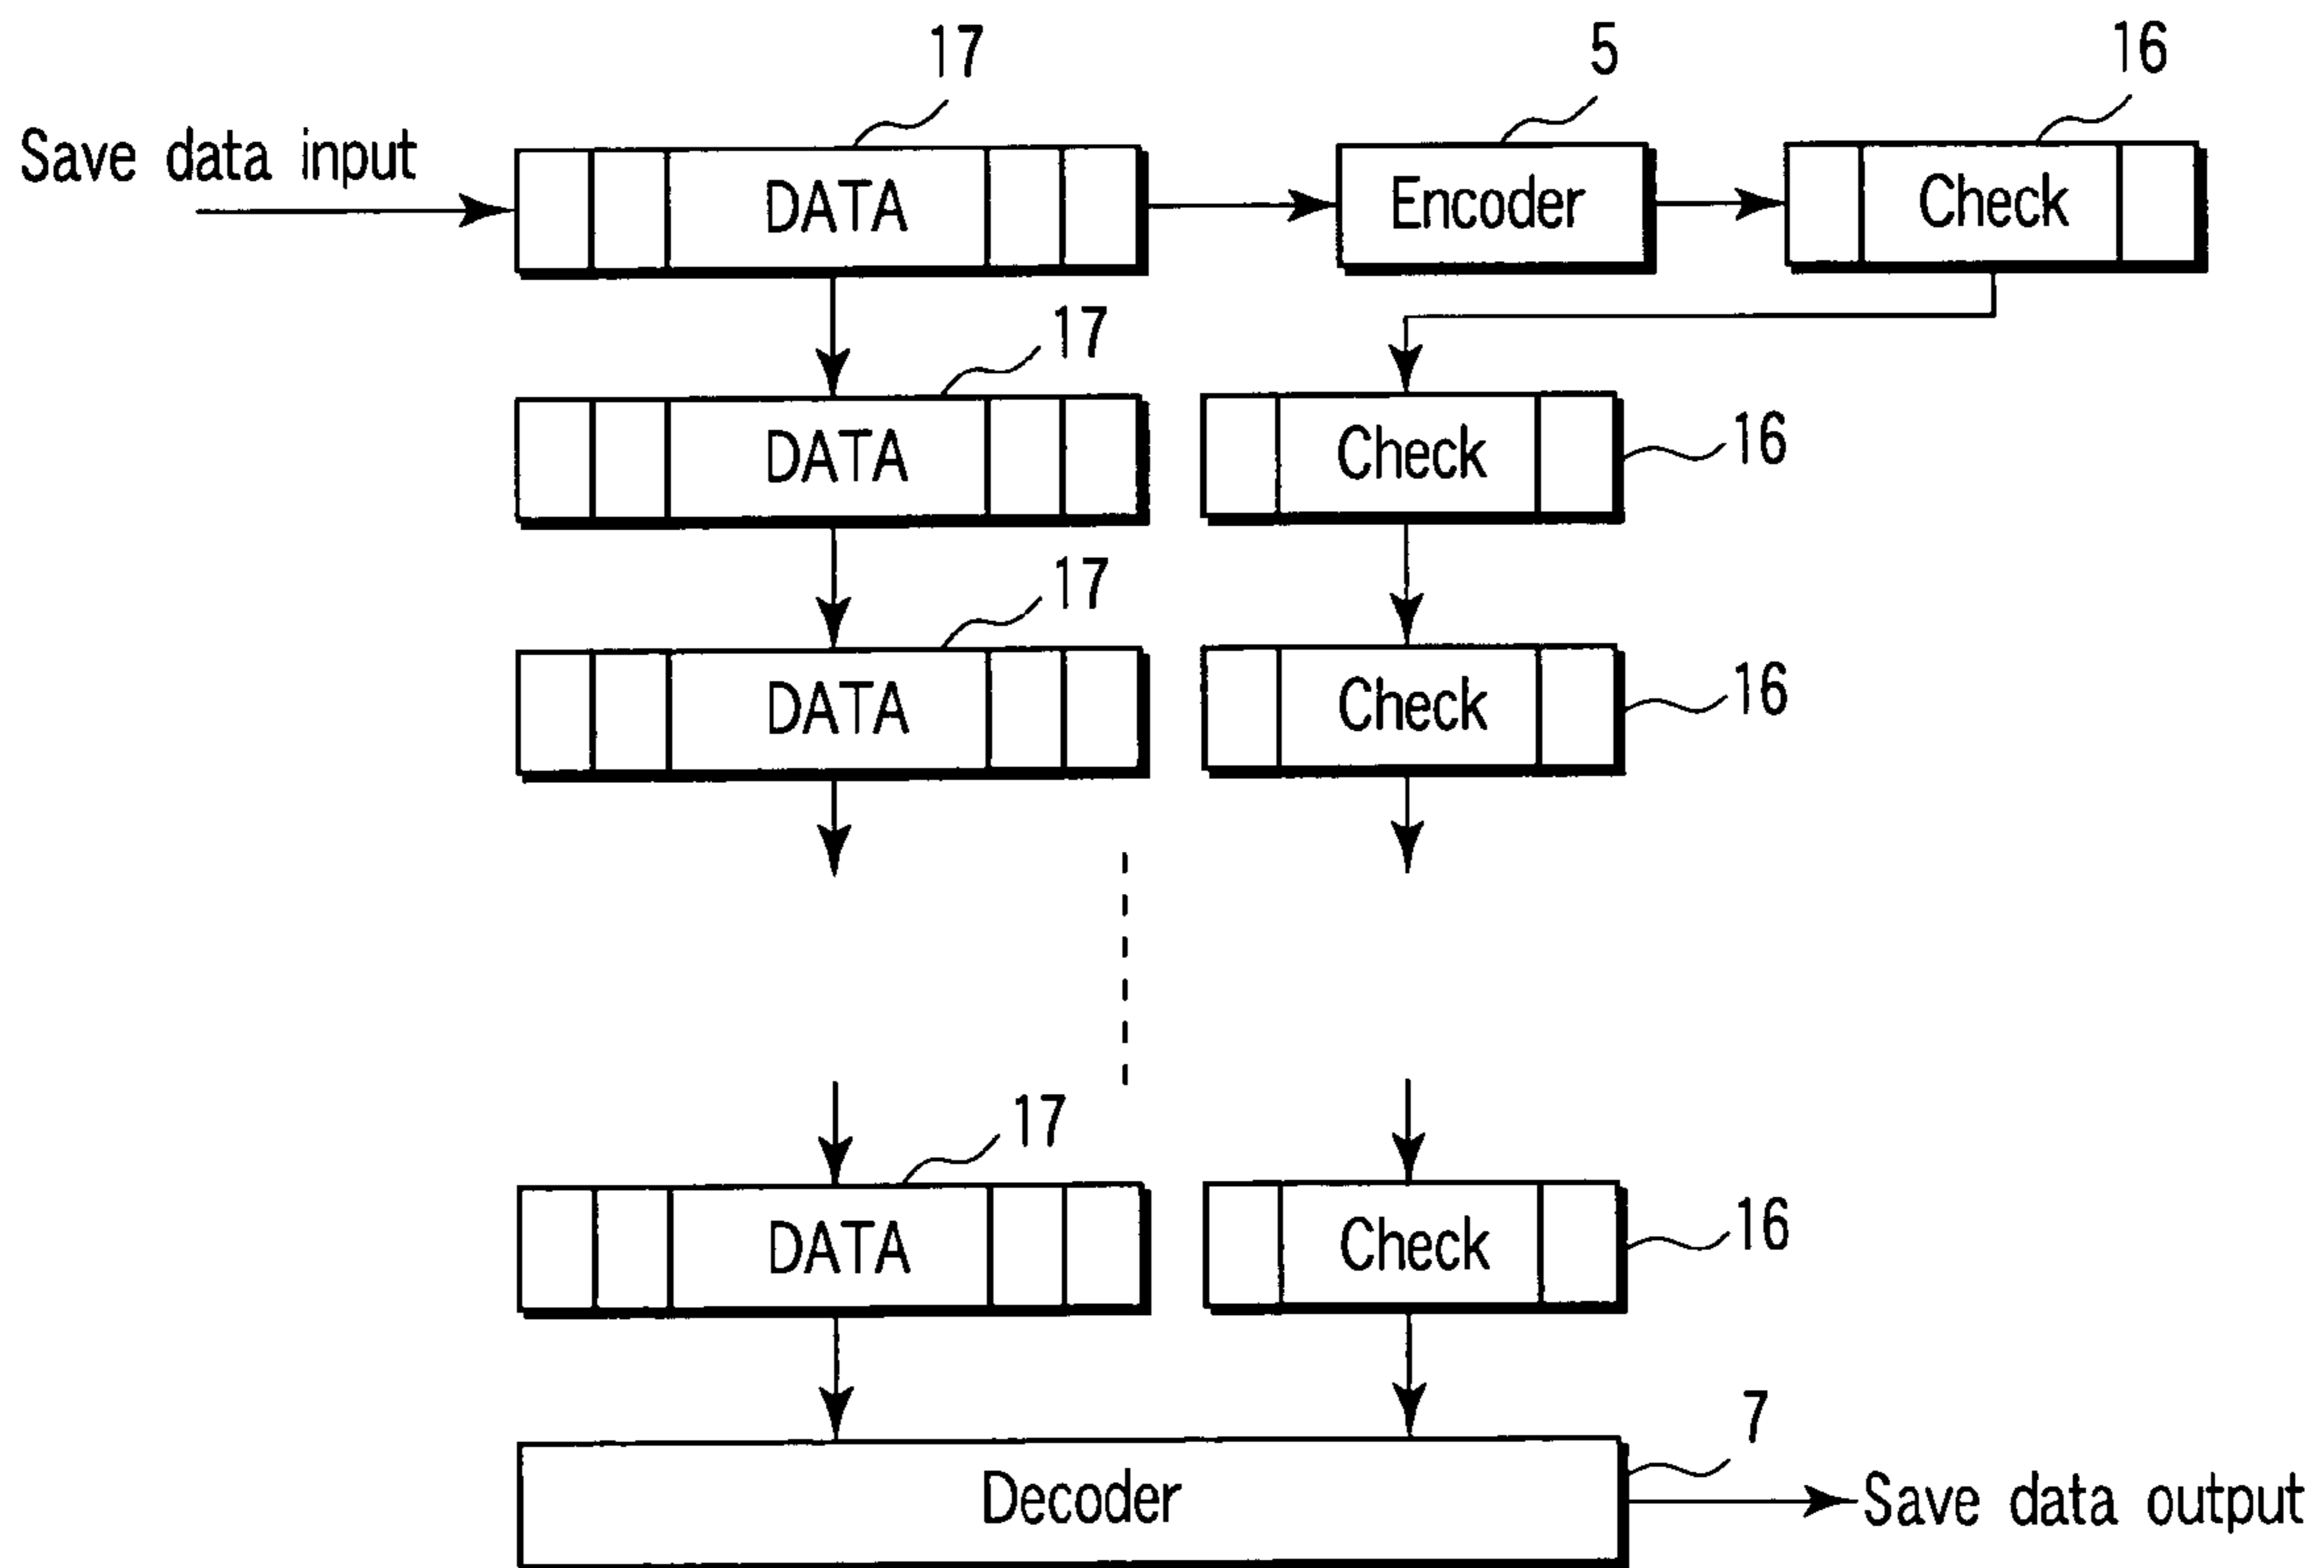 17
5
16
Save data input
DATA
Encoder
Check
17
DATA
Check
16
17
DATA
Check
16
17
DATA
Check
16
7
Decoder
Save data output